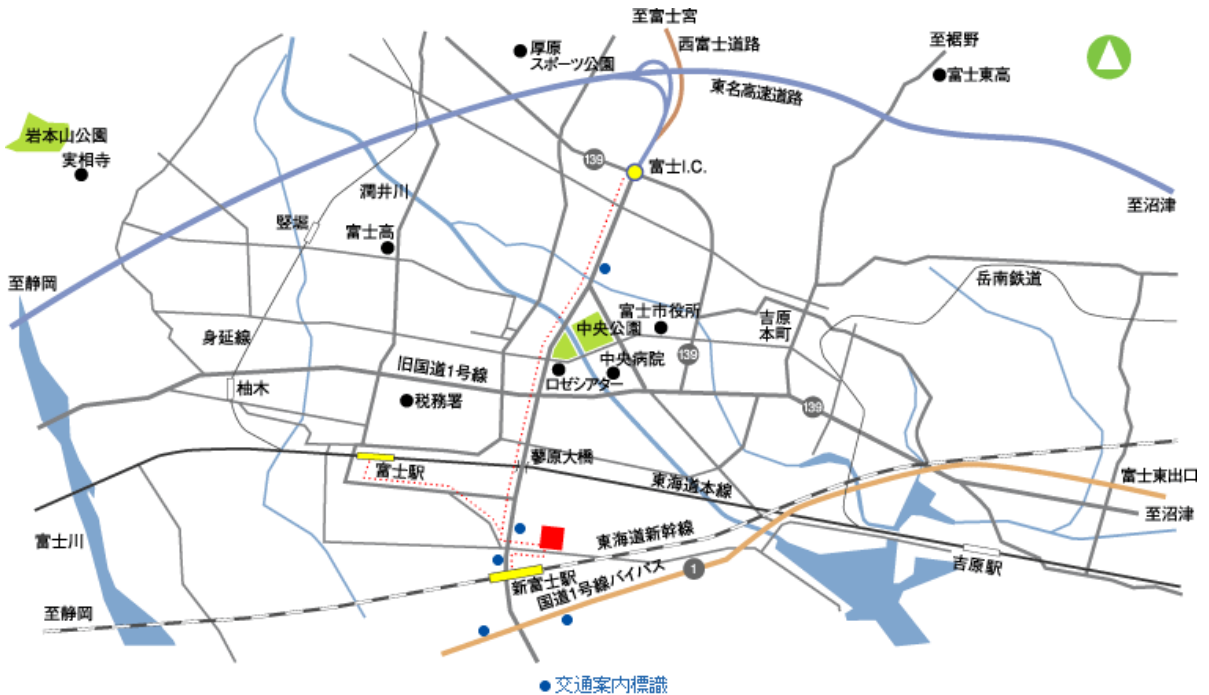 至富士宮
西富士道路
至裾野
厚原
スポーツ公園
富士東高
東名高速道路
岩本山公園
実相寺
139
富士I.C.
潤井川
至沼津
竪堀
富士高
岳南鉄道
至静岡
富士市役所
吉原
本町
中央公園
身延線
139
中央病院
旧国道1号線
ロゼシアター
柚木
税務署
139
蓼原大橋
富士駅
東海道本線
富士東出口
至沼津
富士川
東海道新幹線
吉原駅
1
新富士駅
国道1号線バイパス
至静岡
交通案内標識